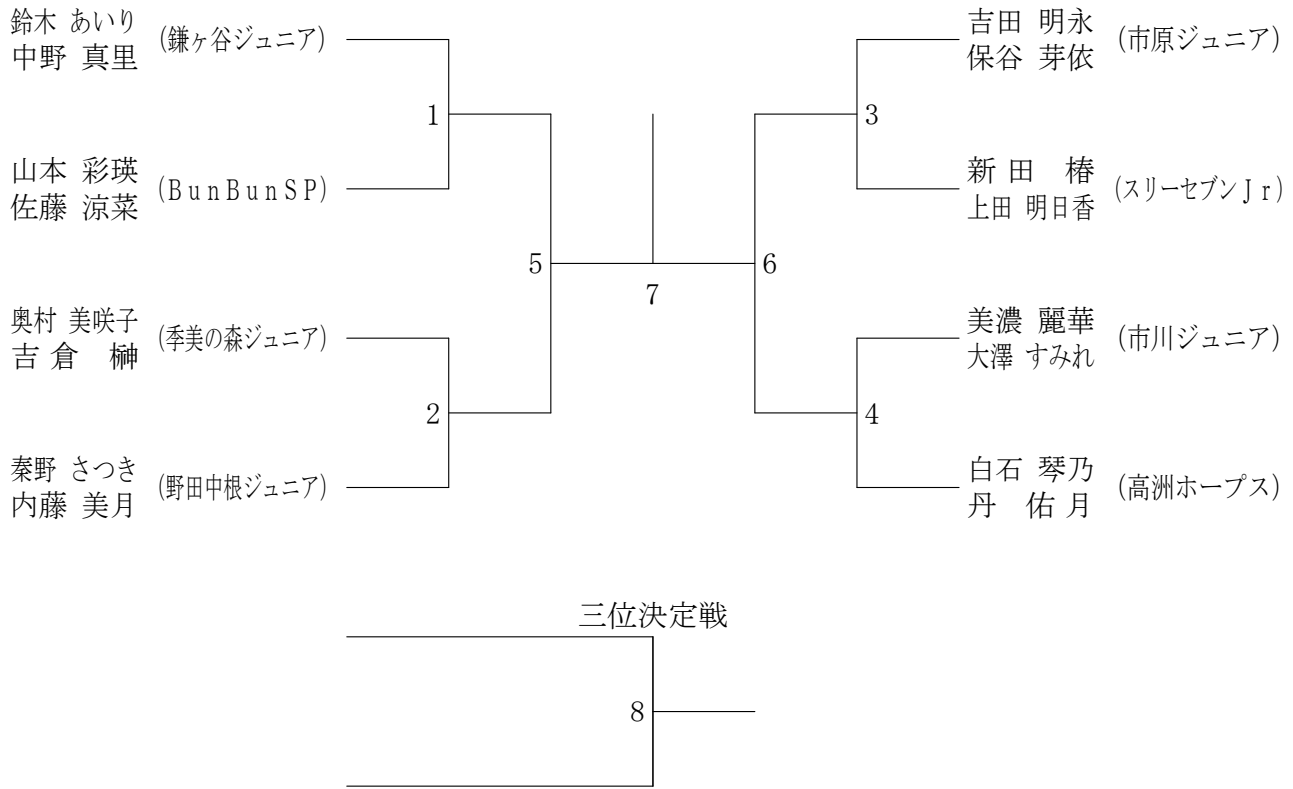 鈴木 あいり
中野 真里
(鎌ヶ谷ジュニア)
1
山本 彩瑛
佐藤 涼菜
(BunBunSP)
5
奥村 美咲子
吉倉 榊
(季美の森ジュニア)
2
秦野 さつき
内藤 美月
(野田中根ジュニア)
7
吉田 明永
保谷 芽依
(市原ジュニア)
3
新田 椿
上田 明日香
(スリーセブンJr)
6
美濃 麗華
大澤 すみれ
(市川ジュニア)
4
白石 琴乃
丹 佑月
(高洲ホープス)
三位決定戦
8